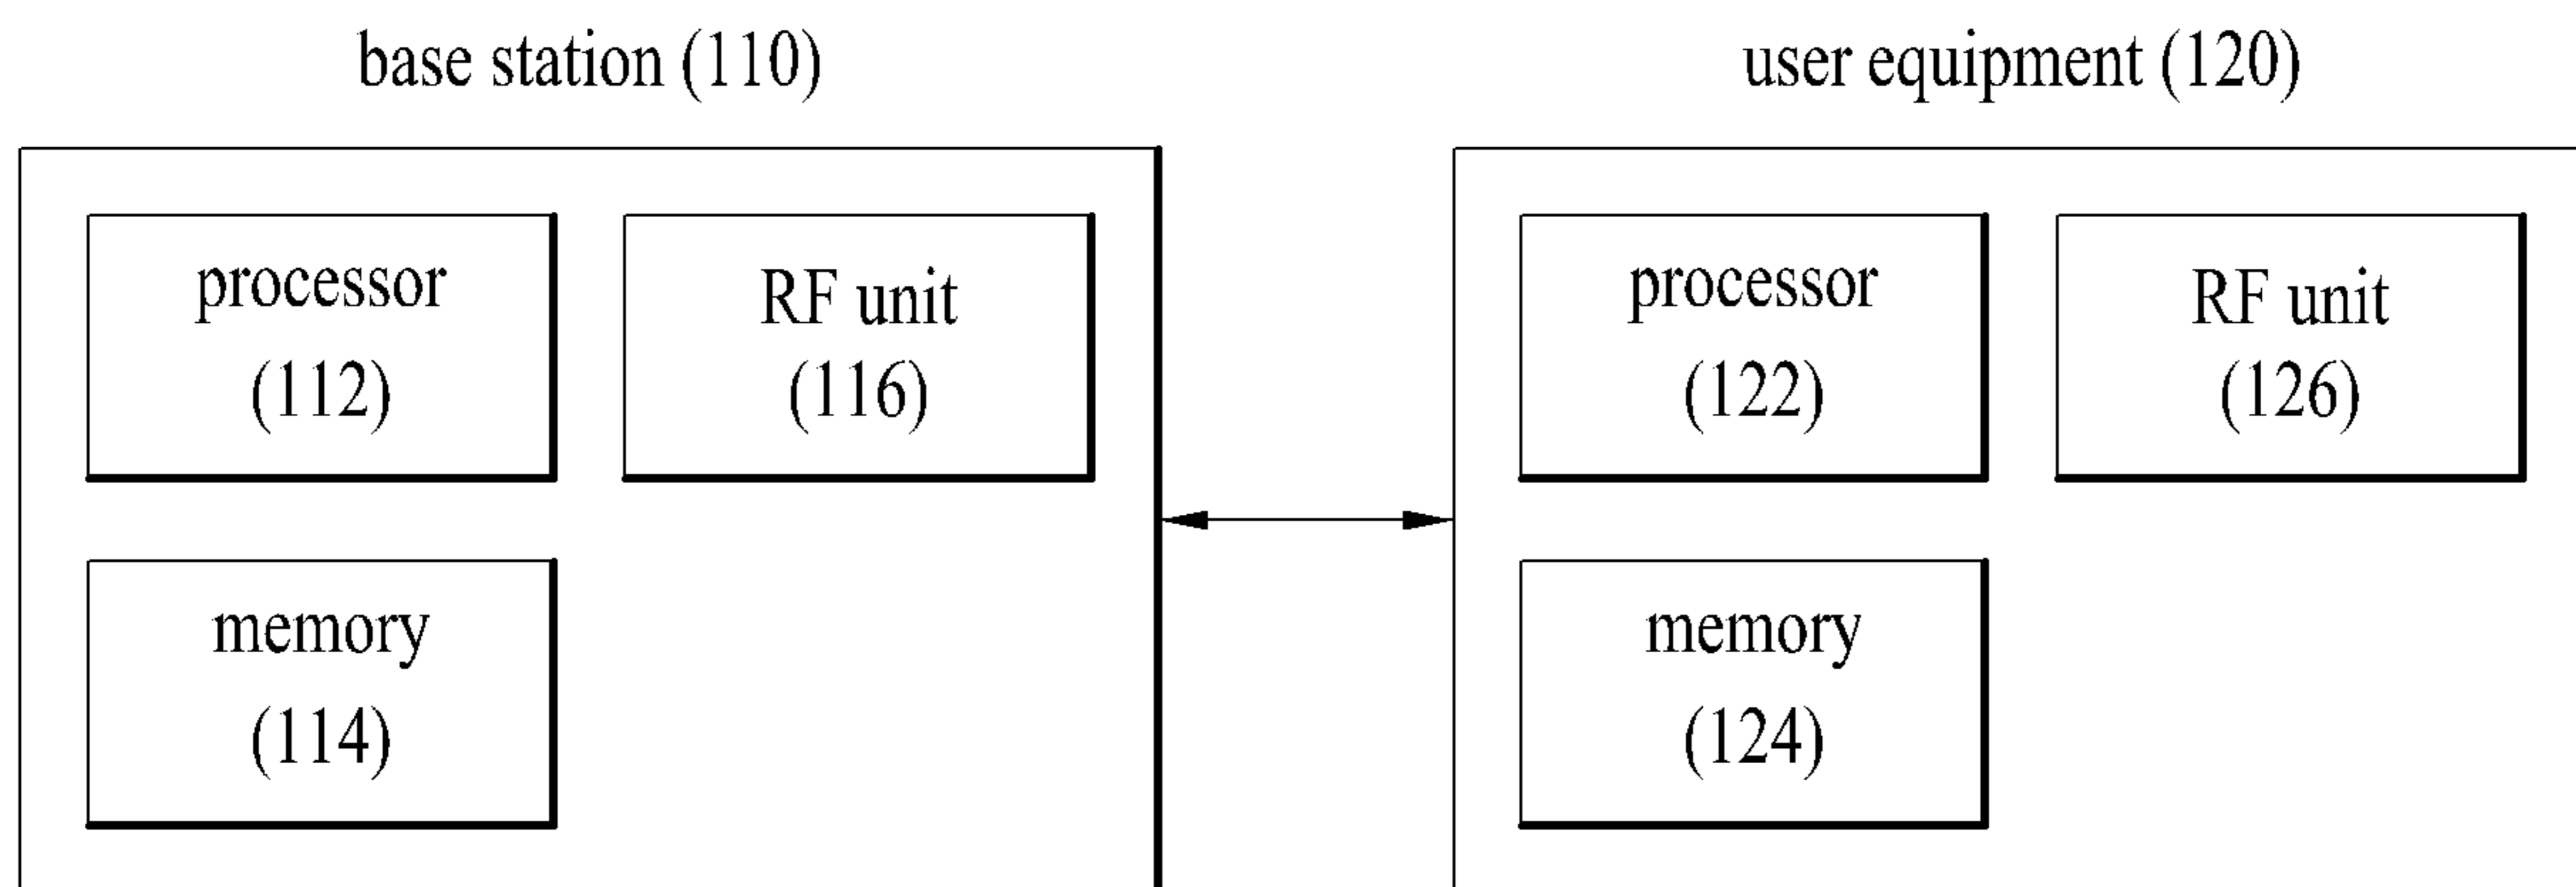 base station (110)
processor
(112)
RF unit
(116)
memory
(114)
user equipment (120)
processor
(122)
RF unit
(126)
memory
(124)